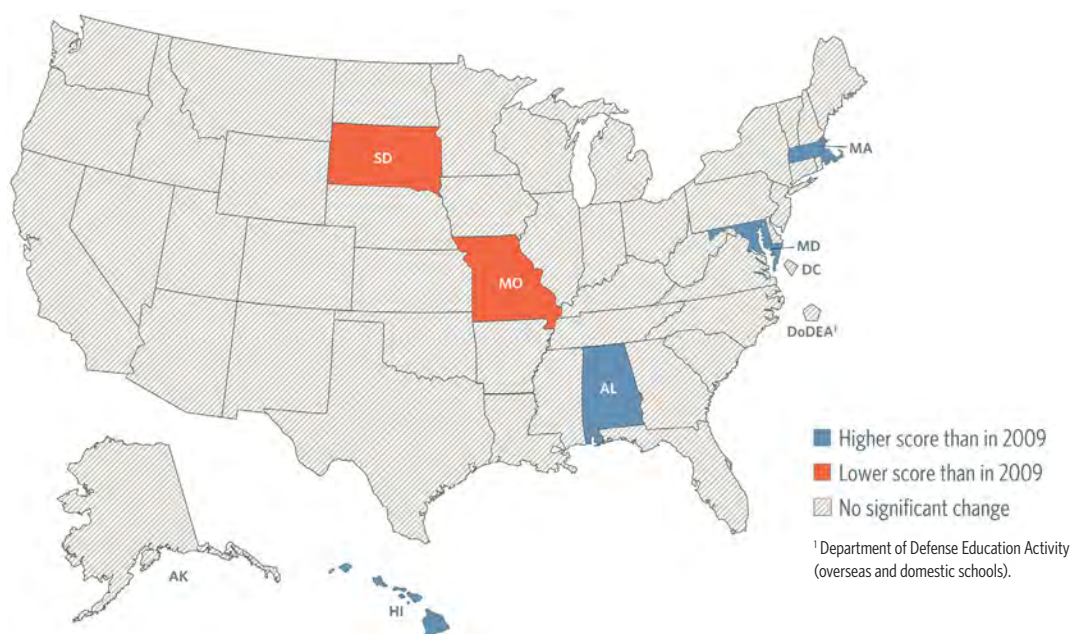 SD
MA
MO
MD
DC
DoDEA¹
AL
Higher score than in 2009
Lower score than in 2009
No significant change
¹ Department of Defense Education Activity
(overseas and domestic schools).
AK
HI